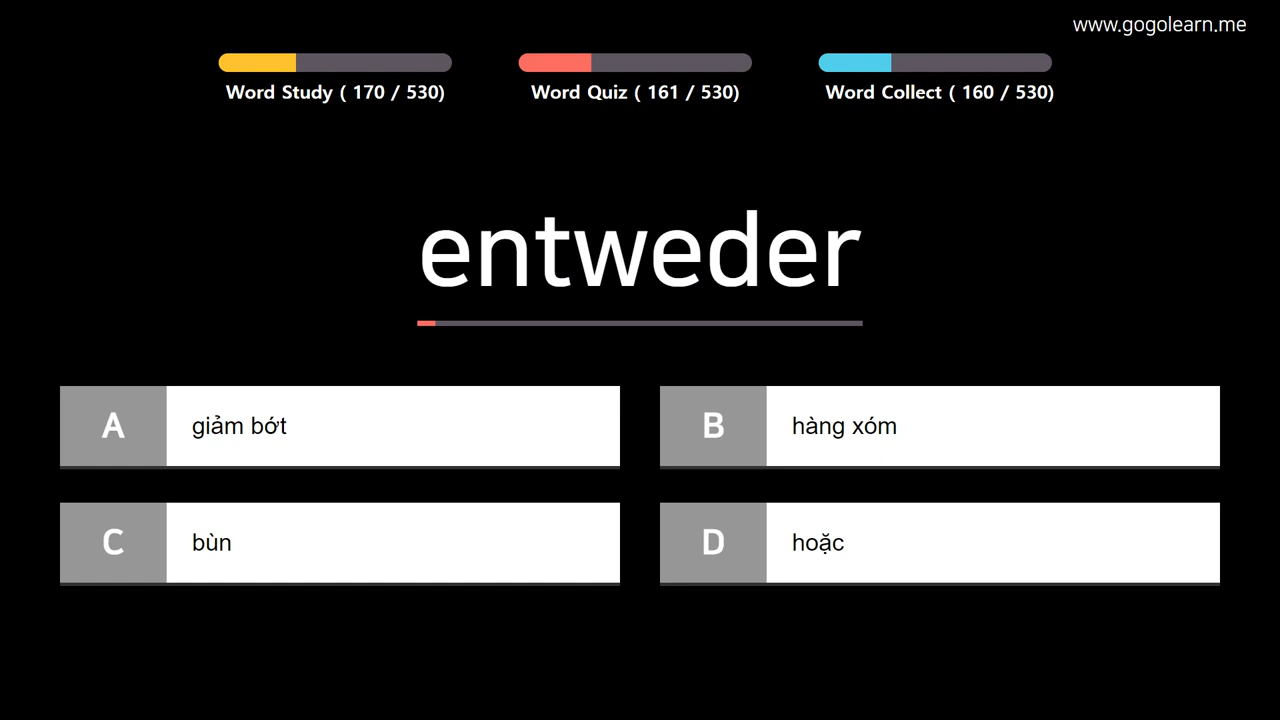 www.gogolearn.me
Word Study ( 170 / 530)
Word Quiz ( 161 / 530)
Word Collect ( 160 / 530)
entweder
A giảm bớt
B hàng xóm
C bùn
D hoặc